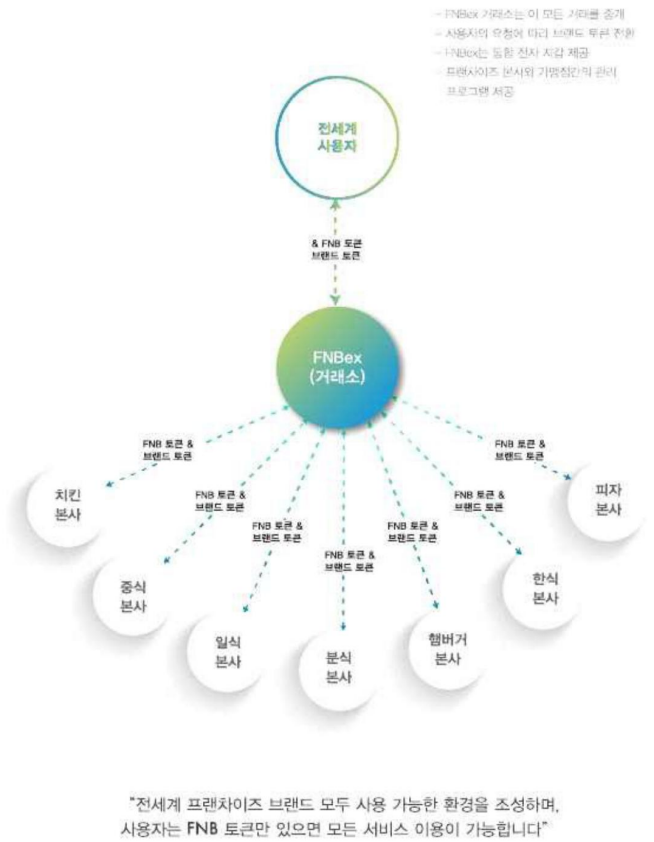 - FNBex 거래소는 이 모든 거래를 중개
- 사용자의 요청에 따라 브랜드 토큰 전환
- FNBex는 통합 전자 지갑 제공
- 프랜차이즈 본사와 가맹점간의 관리
프로그램 제공
전세계
사용자
& FNB 토큰
브랜드 토큰
FNBex
(거래소)
FNB 토큰 &
브랜드 토큰
FNB 토큰 &
브랜드 토큰
FNB 토큰 &
브랜드 토큰
FNB 토큰 &
브랜드 토큰
FNB 토큰 &
브랜드 토큰
FNB 토큰 &
브랜드 토큰
FNB 토큰 &
브랜드 토큰
치킨
본사
중식
본사
일식
본사
분식
본사
햄버거
본사
한식
본사
피자
본사
"전세계 프랜차이즈 브랜드 모두 사용 가능한 환경을 조성하며,
사용자는 FNB 토큰만 있으면 모든 서비스 이용이 가능합니다"